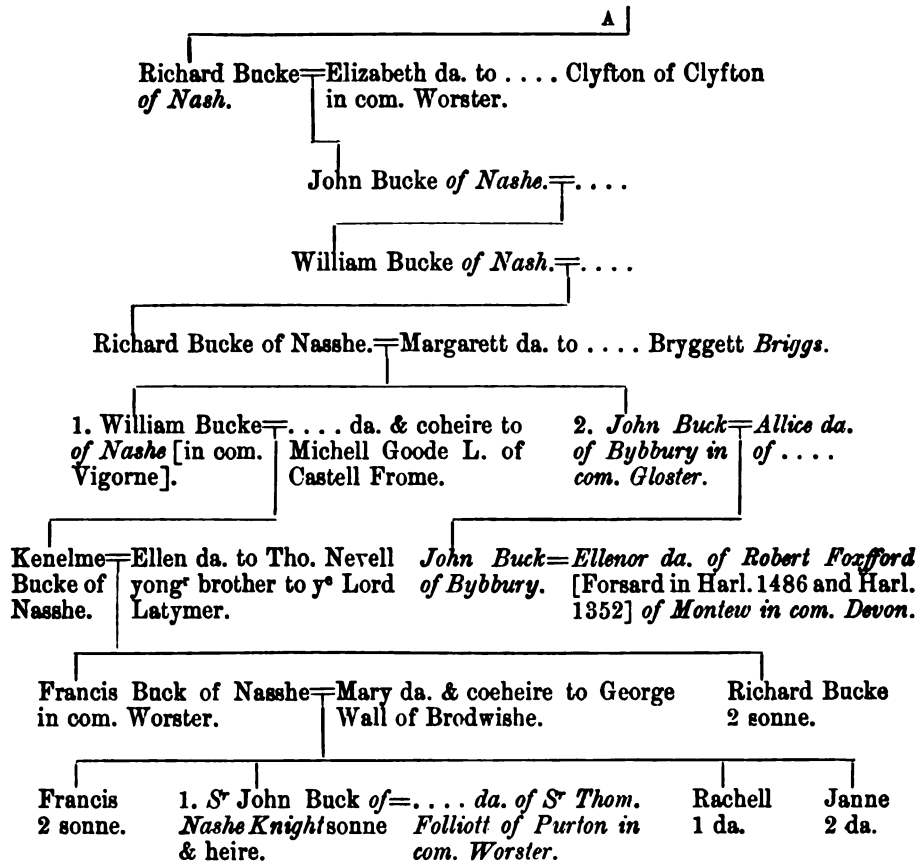 A
Richard Bucke=Elizabeth da. to . . . . Clyfton of Clyfton
of Nash. in com. Worster.
John Bucke of Nashe.=. . . .
William Bucke of Nash.=. . . .
Richard Bucke of Nasshe.=Margarett da. to . . . . Bryggett Briggs.
1. William Bucke=. . . . da. & coheire to
of Nashe [in com. Michell Goode L. of
Vigorne]. Castell Frome.
2. John Buck=Allice da.
of Bybbury in of . . . .
com. Gloster.
Kenelme=Ellen da. to Tho. Nevell
Bucke of yongʳ brother to yᵉ Lord
Nasshe. Latymer.
John Buck=Ellenor da. of Robert Foxfford
of Bybbury. [Forsard in Harl. 1486 and Harl.
1352] of Montew in com. Devon.
Francis Buck of Nasshe=Mary da. & coeheire to George
in com. Worster. Wall of Brodwishe.
Richard Bucke
2 sonne.
Francis
2 sonne.
1. Sʳ John Buck of=. . . . da. of Sʳ Thom.
Nashe Knight sonne Folliott of Purton in
& heire. com. Worster.
Rachell
1 da.
Janne
2 da.